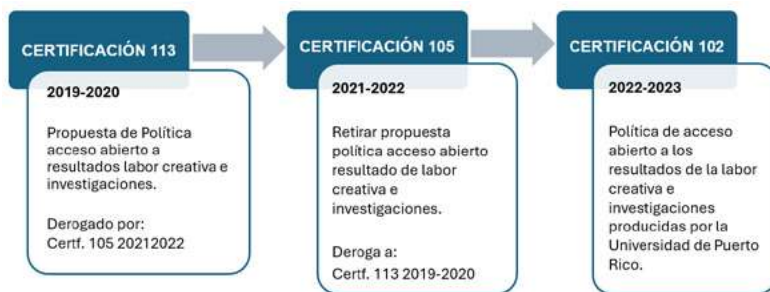 CERTIFICACIÓN 113
2019-2020
Propuesta de Política
acceso abierto a
resultados labor creativa e
investigaciones.
Derogado por:
Certf. 105 20212022
CERTIFICACIÓN 105
2021-2022
Retirar propuesta
política acceso abierto
resultado de labor
creativa e
investigaciones.
Deroga a:
Certf. 113 2019-2020
CERTIFICACIÓN 102
2022-2023
Política de acceso
abierto a los
resultados de la labor
creativa e
investigaciones
producidas por la
Universidad de Puerto
Rico.